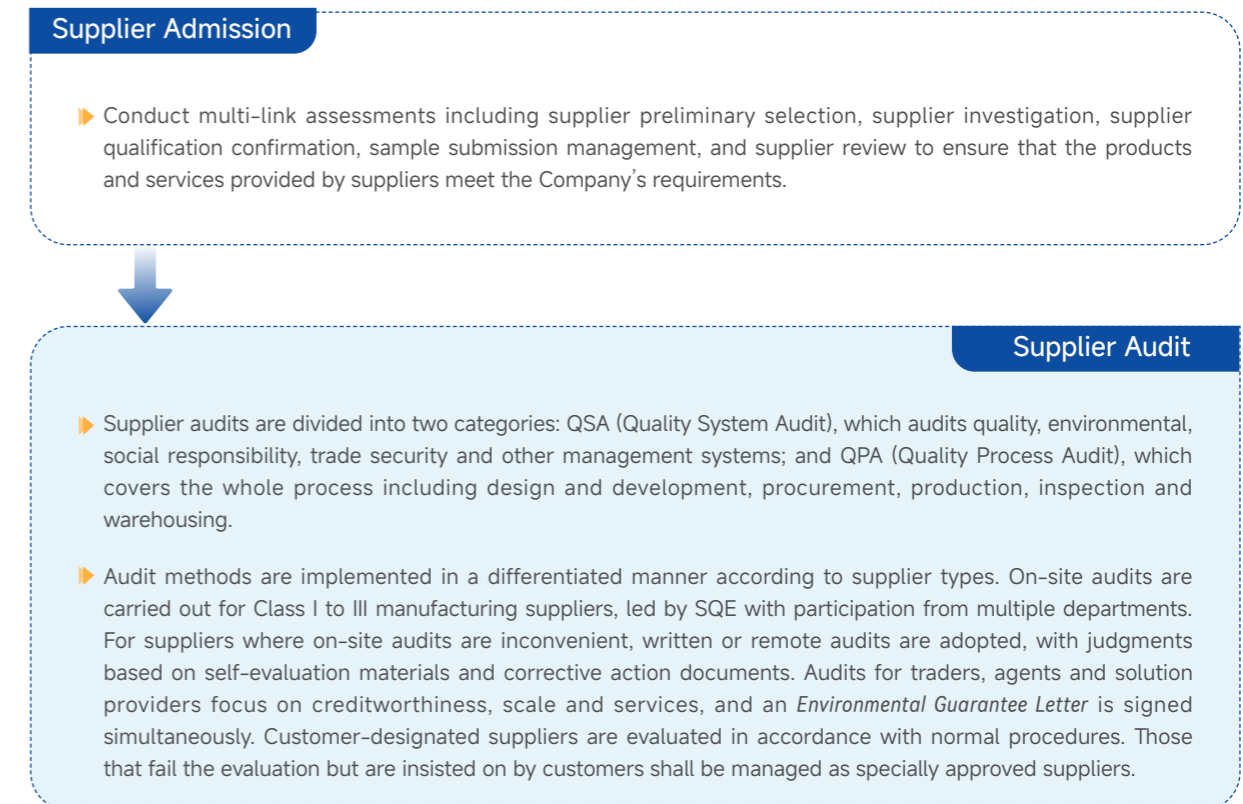 Supplier Admission
Conduct multi-link assessments including supplier preliminary selection, supplier investigation, supplier
qualification confirmation, sample submission management, and supplier review to ensure that the products
and services provided by suppliers meet the Company's requirements.
Supplier Audit
Supplier audits are divided into two categories: QSA (Quality System Audit), which audits quality, environmental,
social responsibility, trade security and other management systems; and QPA (Quality Process Audit), which
covers the whole process including design and development, procurement, production, inspection and
warehousing.
Audit methods are implemented in a differentiated manner according to supplier types. On-site audits are
carried out for Class I to III manufacturing suppliers, led by SQE with participation from multiple departments.
For suppliers where on-site audits are inconvenient, written or remote audits are adopted, with judgments
based on self-evaluation materials and corrective action documents. Audits for traders, agents and solution
providers focus on creditworthiness, scale and services, and an Environmental Guarantee Letter is signed
simultaneously. Customer-designated suppliers are evaluated in accordance with normal procedures. Those
that fail the evaluation but are insisted on by customers shall be managed as specially approved suppliers.